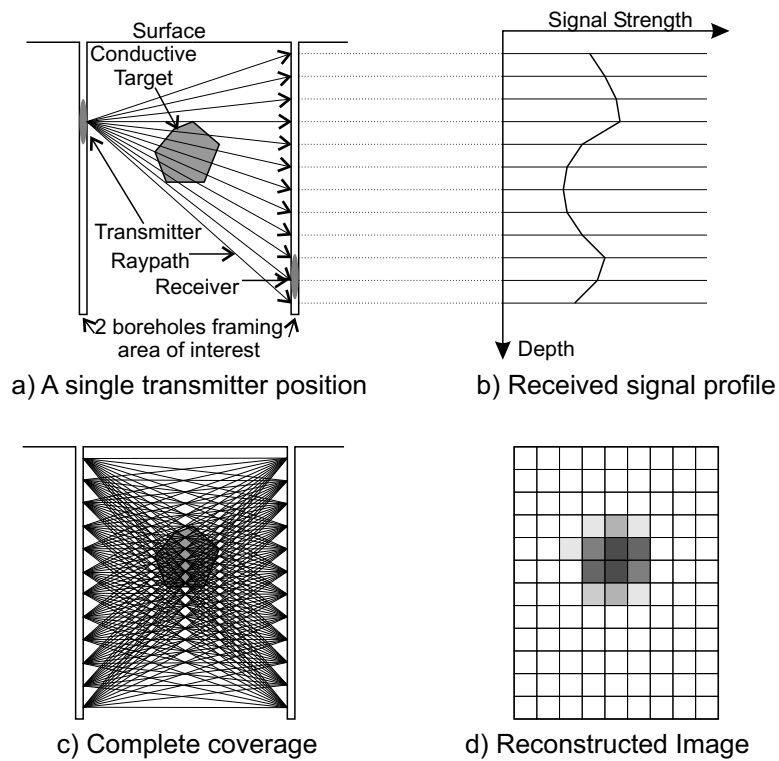 Surface
Conductive
Target
Transmitter
Raypath
Receiver
2 boreholes framing
area of interest
a) A single transmitter position
Signal Strength
Depth
b) Received signal profile
c) Complete coverage
d) Reconstructed Image